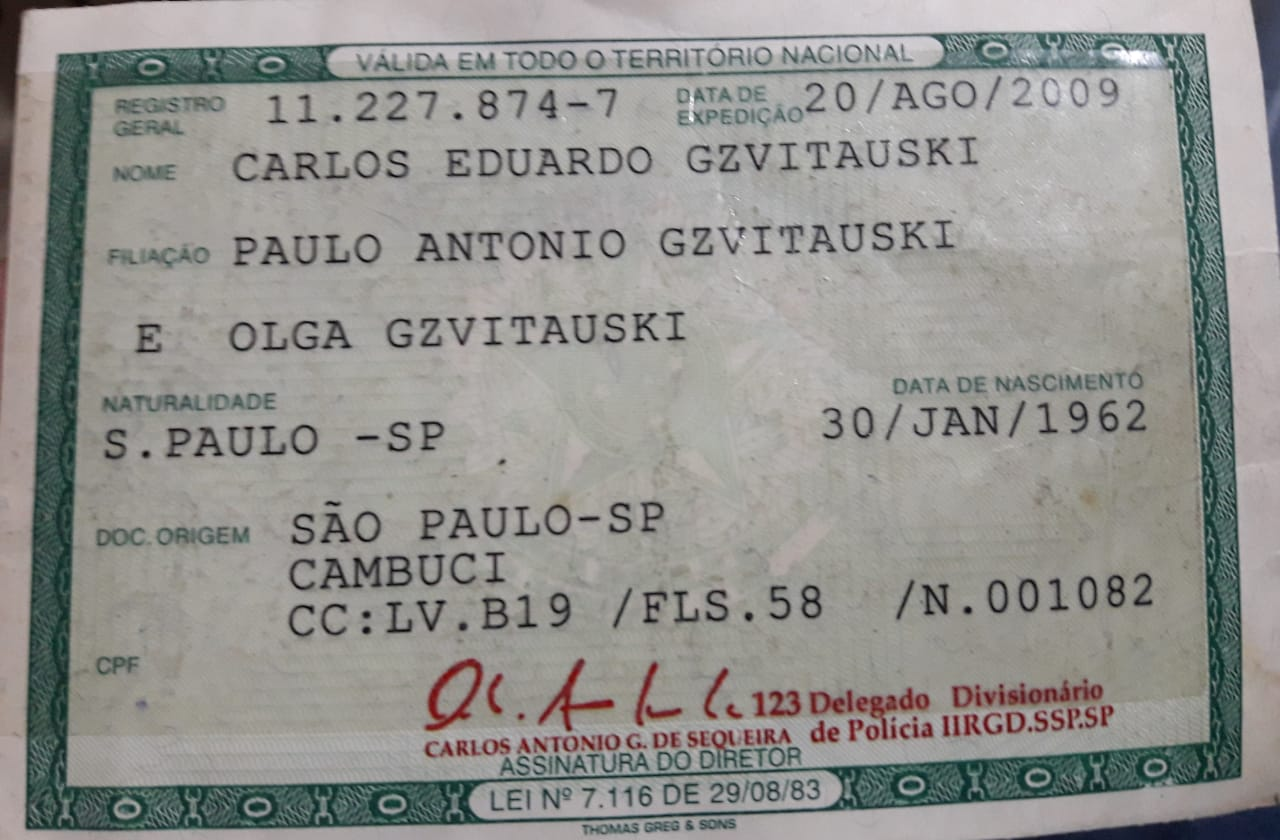 VÁLIDA EM TODO O TERRITÓRIO NACIONAL
REGISTRO GERAL 11.227.874-7 DATA DE EXPEDIÇÃO 20/AGO/2009
NOME CARLOS EDUARDO GZVITAUSKI
FILIAÇÃO PAULO ANTONIO GZVITAUSKI
E OLGA GZVITAUSKI
NATURALIDADE DATA DE NASCIMENTO
S.PAULO -SP 30/JAN/1962
DOC. ORIGEM SÃO PAULO-SP
CAMBUCI
CC:LV.B19 /FLS.58 /N.001082
CPF
123 Delegado Divisionário
CARLOS ANTONIO G. DE SEQUEIRA de Polícia IIRGD.SSP.SP
ASSINATURA DO DIRETOR
LEI Nº 7.116 DE 29/08/83
THOMAS GREG & SONS